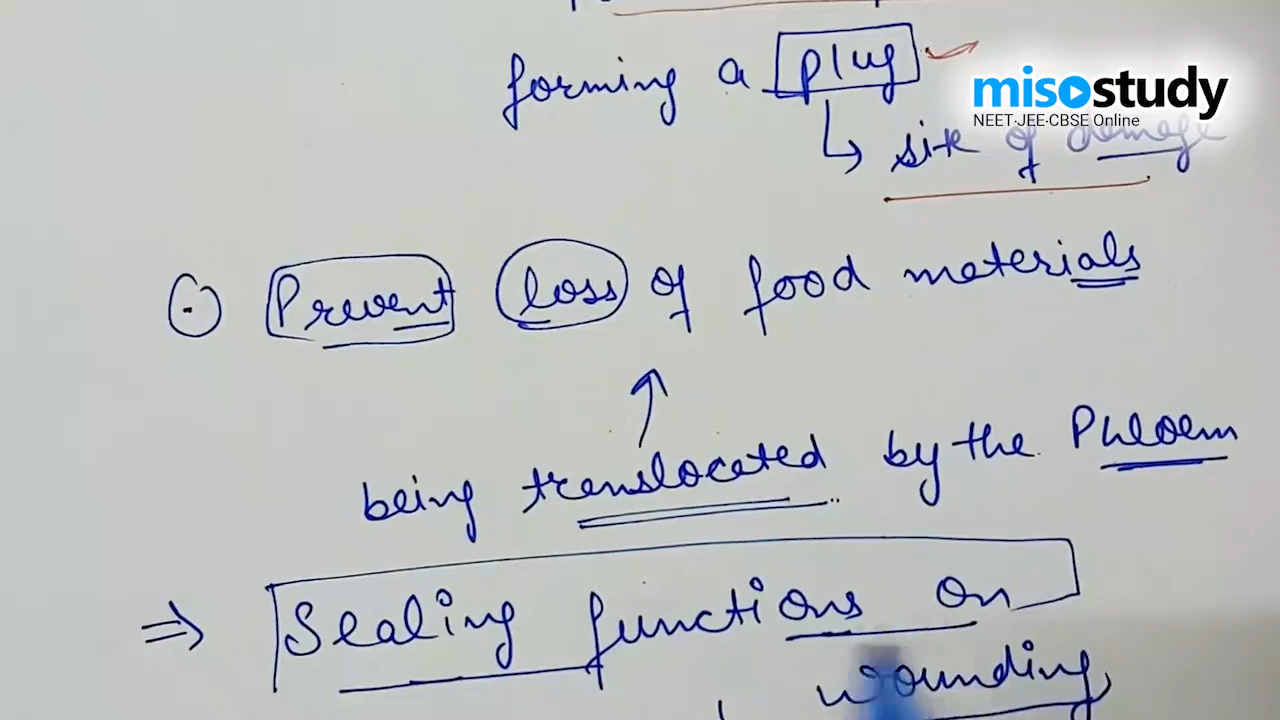 forming a plug
misostudy
NEET-JEE-CBSE Online
↳ site of damage
⊙ Prevent loss of food materials
being translocated by the Phloem
⇒ Sealing functions on
wounding,